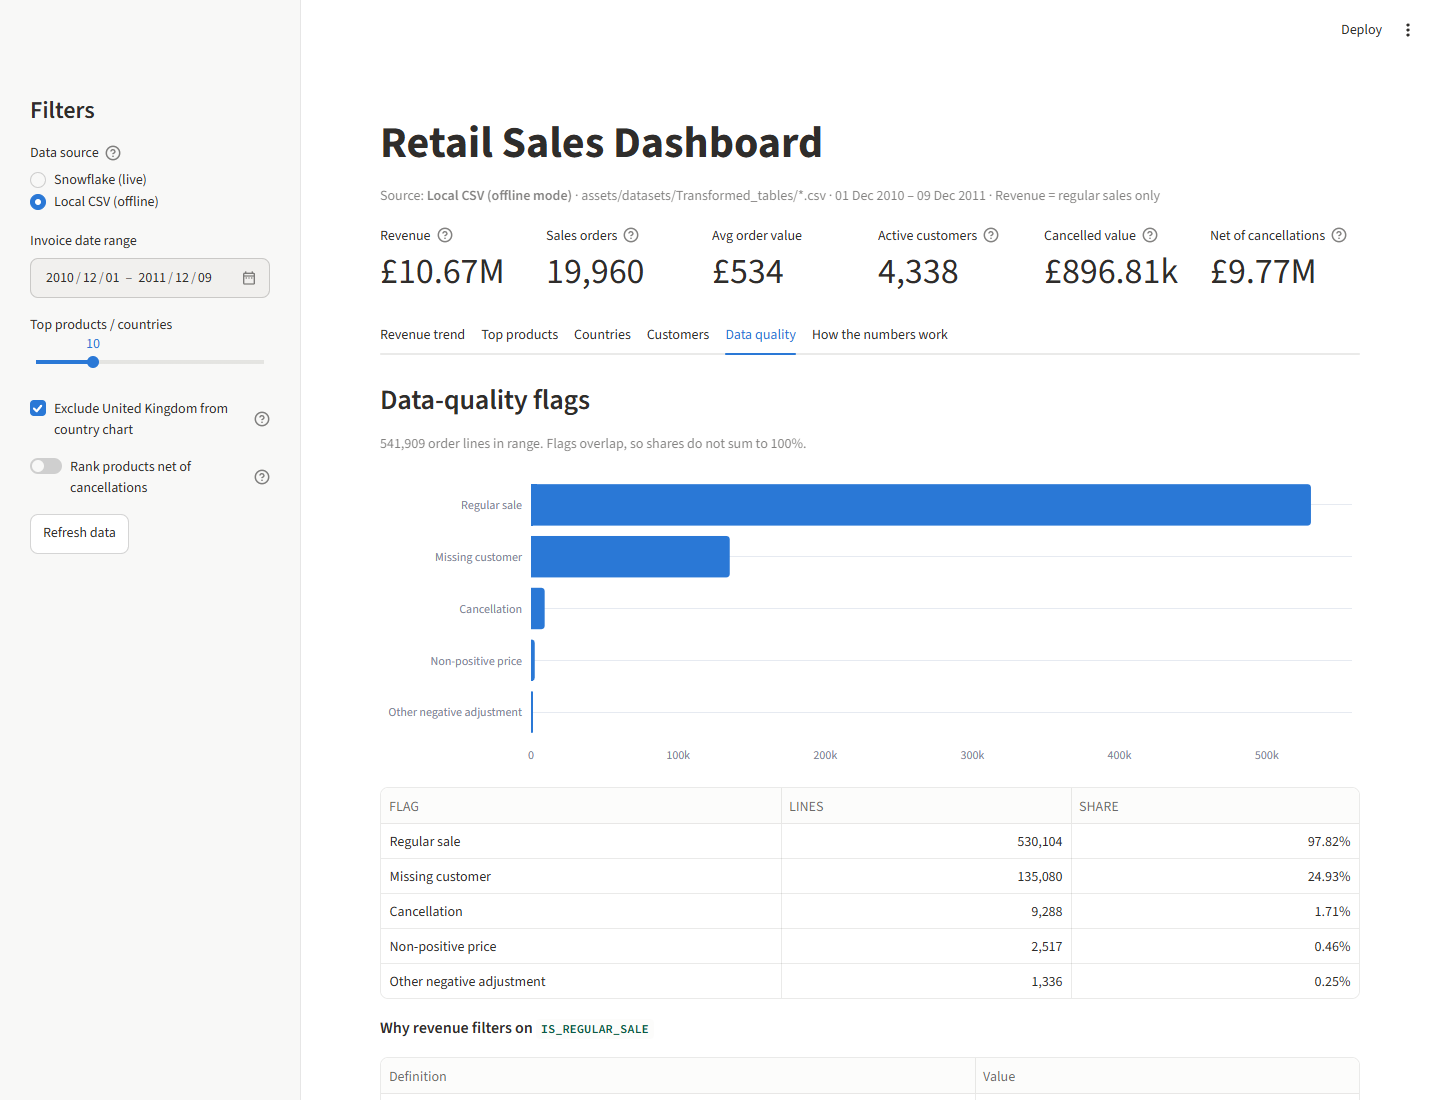 Deploy
Filters
Data source
Snowflake (live)
Local CSV (offline)
Invoice date range
2010/12/01 – 2011/12/09
Top products / countries
10
Exclude United Kingdom from
country chart
Rank products net of
cancellations
Refresh data
Retail Sales Dashboard
Source: Local CSV (offline mode) · assets/datasets/Transformed_tables/*.csv · 01 Dec 2010 – 09 Dec 2011 · Revenue = regular sales only
Revenue Sales orders Avg order value Active customers Cancelled value Net of cancellations
£10.67M 19,960 £534 4,338 £896.81k £9.77M
Revenue trend Top products Countries Customers Data quality How the numbers work
Data-quality flags
541,909 order lines in range. Flags overlap, so shares do not sum to 100%.
Regular sale
Missing customer
Cancellation
Non-positive price
Other negative adjustment
0 100k 200k 300k 400k 500k
FLAG LINES SHARE
Regular sale 530,104 97.82%
Missing customer 135,080 24.93%
Cancellation 9,288 1.71%
Non-positive price 2,517 0.46%
Other negative adjustment 1,336 0.25%
Why revenue filters on IS_REGULAR_SALE
Definition Value